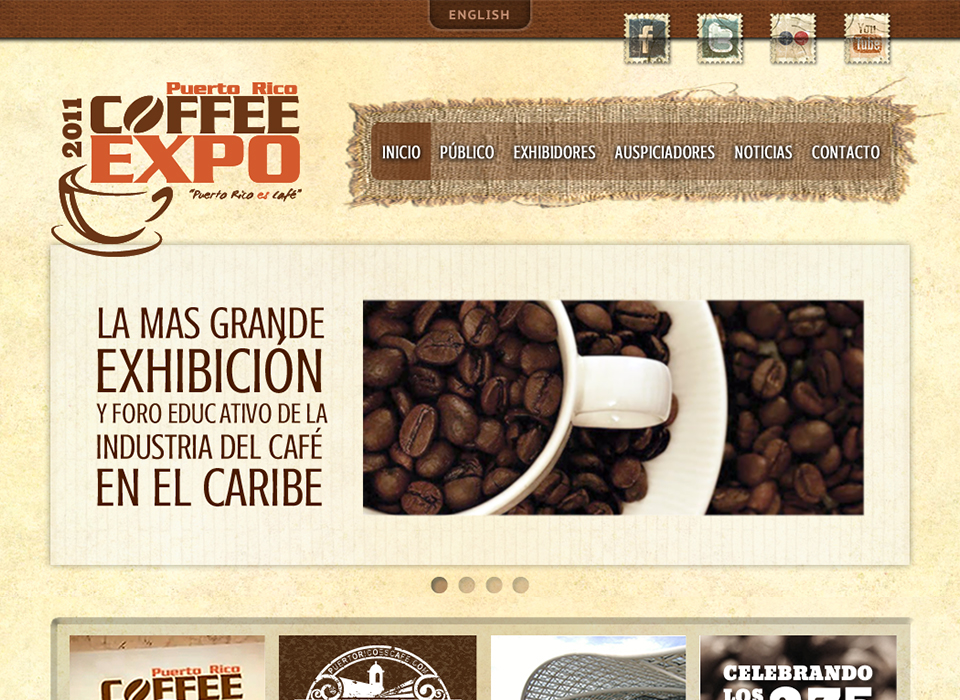 ENGLISH
f
t
You
Tube
2011
Puerto Rico
COFFEE
EXPO
"Puerto Rico es café"
INICIO PÚBLICO EXHIBIDORES AUSPICIADORES NOTICIAS CONTACTO
LA MAS GRANDE
EXHIBICIÓN
Y FORO EDUCATIVO DE LA
INDUSTRIA DEL CAFÉ
EN EL CARIBE
Puerto Rico
COFFEE
PUERTORICOESCAFE.COM
CELEBRANDO
LOS 275